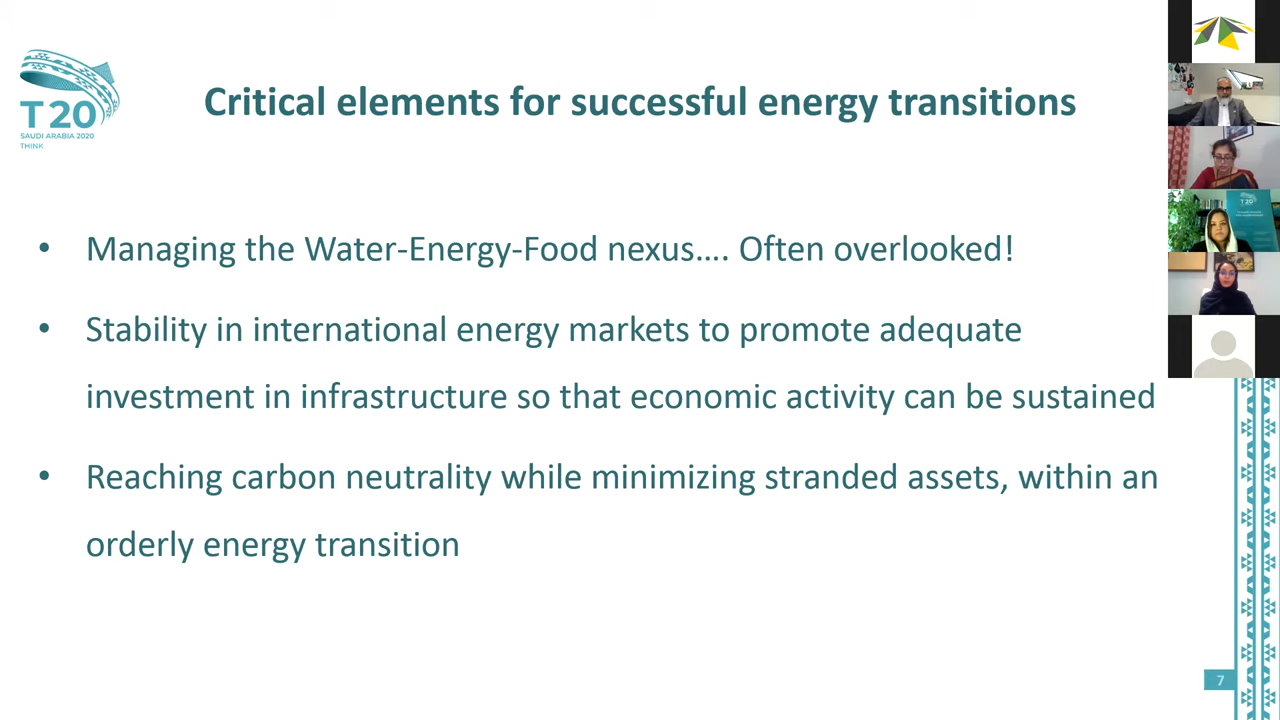 T20
SAUDI ARABIA 2020
THINK
Critical elements for successful energy transitions
• Managing the Water-Energy-Food nexus…. Often overlooked!
• Stability in international energy markets to promote adequate
investment in infrastructure so that economic activity can be sustained
• Reaching carbon neutrality while minimizing stranded assets, within an
orderly energy transition
T20
7